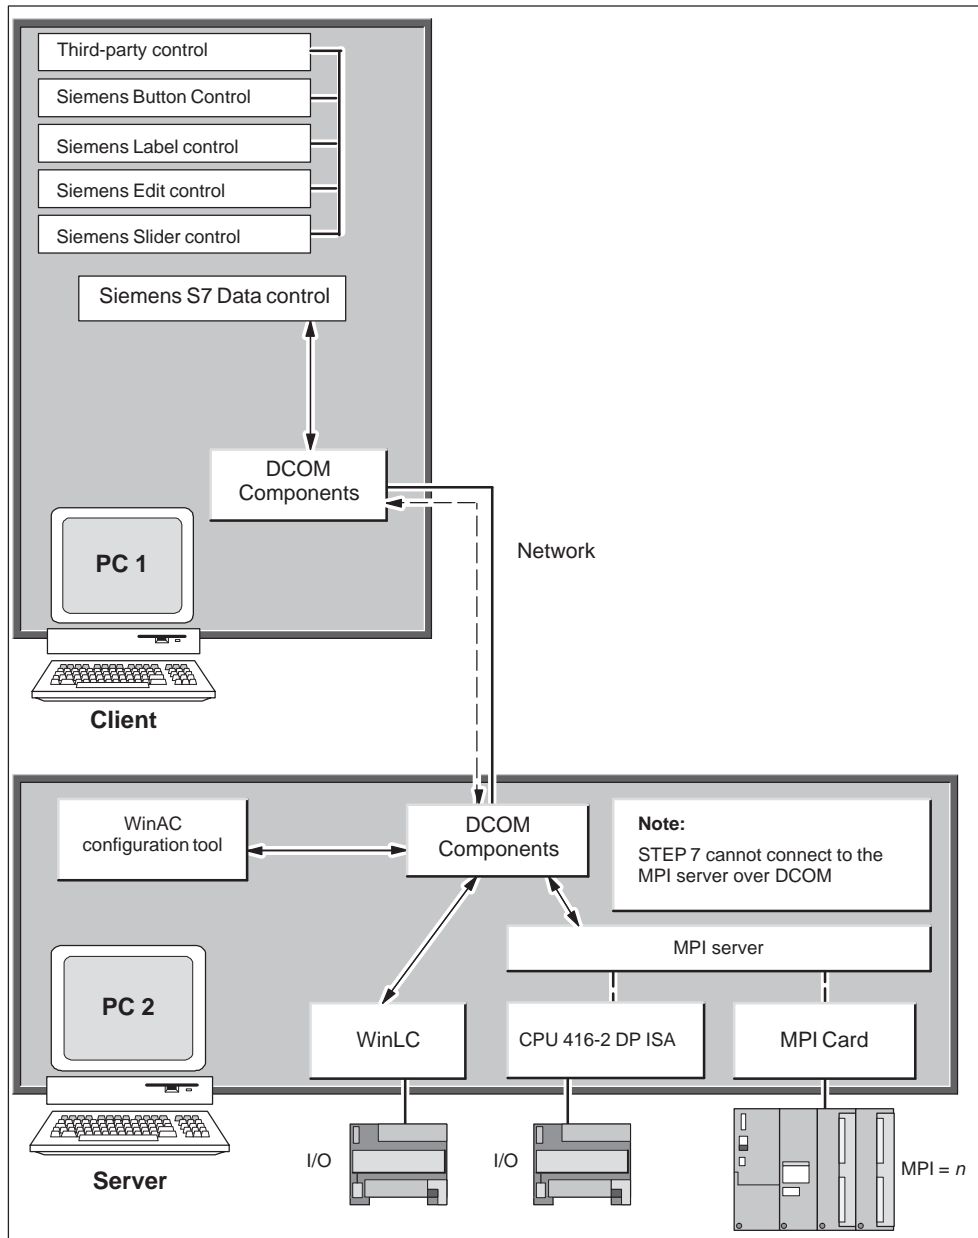 Third-party control
Siemens Button Control
Siemens Label control
Siemens Edit control
Siemens Slider control
Siemens S7 Data control
DCOM
Components
PC 1
Network
Client
WinAC
configuration tool
DCOM
Components
Note:
STEP 7 cannot connect to the
MPI server over DCOM
MPI server
PC 2
WinLC
CPU 416-2 DP ISA
MPI Card
Server
I/O
I/O
MPI = n